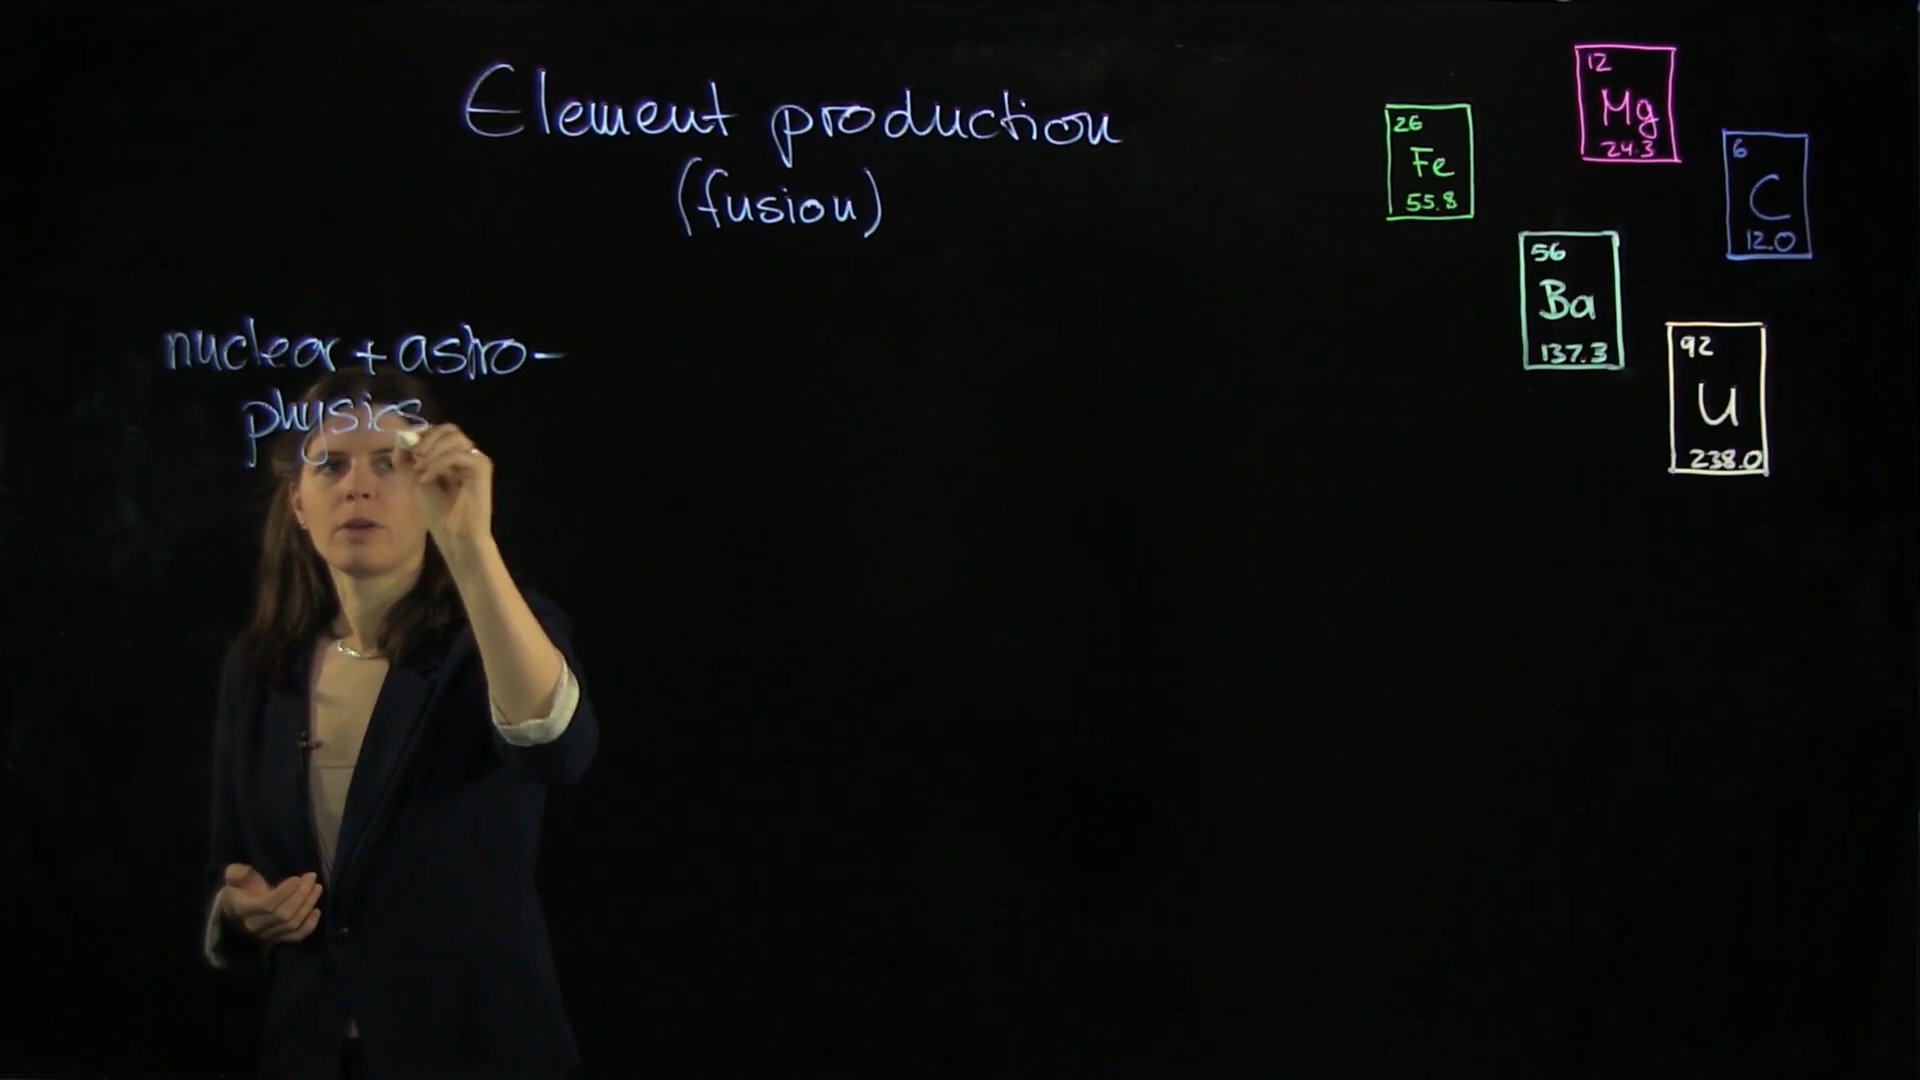 Element production
(fusion)
nuclear + astro-
physics
26
Fe
55.8
12
Mg
24.3
6
C
12.0
56
Ba
137.3
92
U
238.0